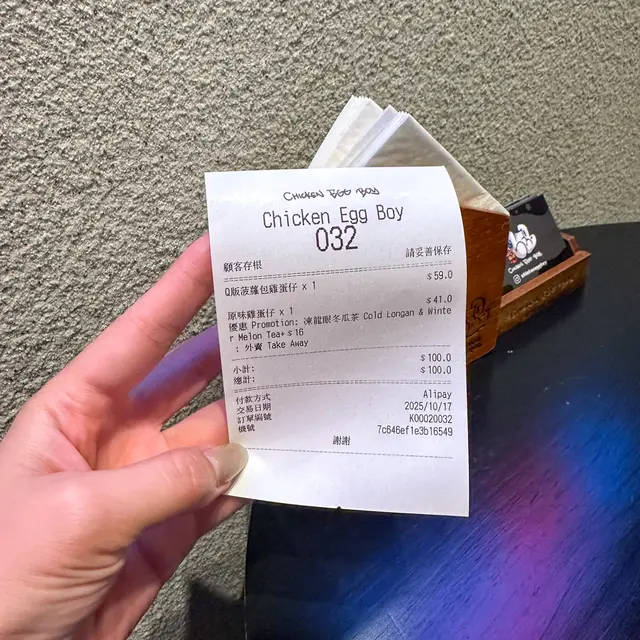 CHICKEN EGG BOY
Chicken Egg Boy
032
顧客存根 請妥善保存
Q版菠蘿包雞蛋仔 x 1 $59.0
原味雞蛋仔 x 1 $41.0
優惠 Promotion: 凍龍眼冬瓜茶 Cold Longan & Winte
r Melon Tea+$16
: 外賣 Take Away
小計: $100.0
總計: $100.0
付款方式 Alipay
交易日期 2025/10/17
訂單編號 K00020032
機號 7c646ef1e3b16549
謝謝